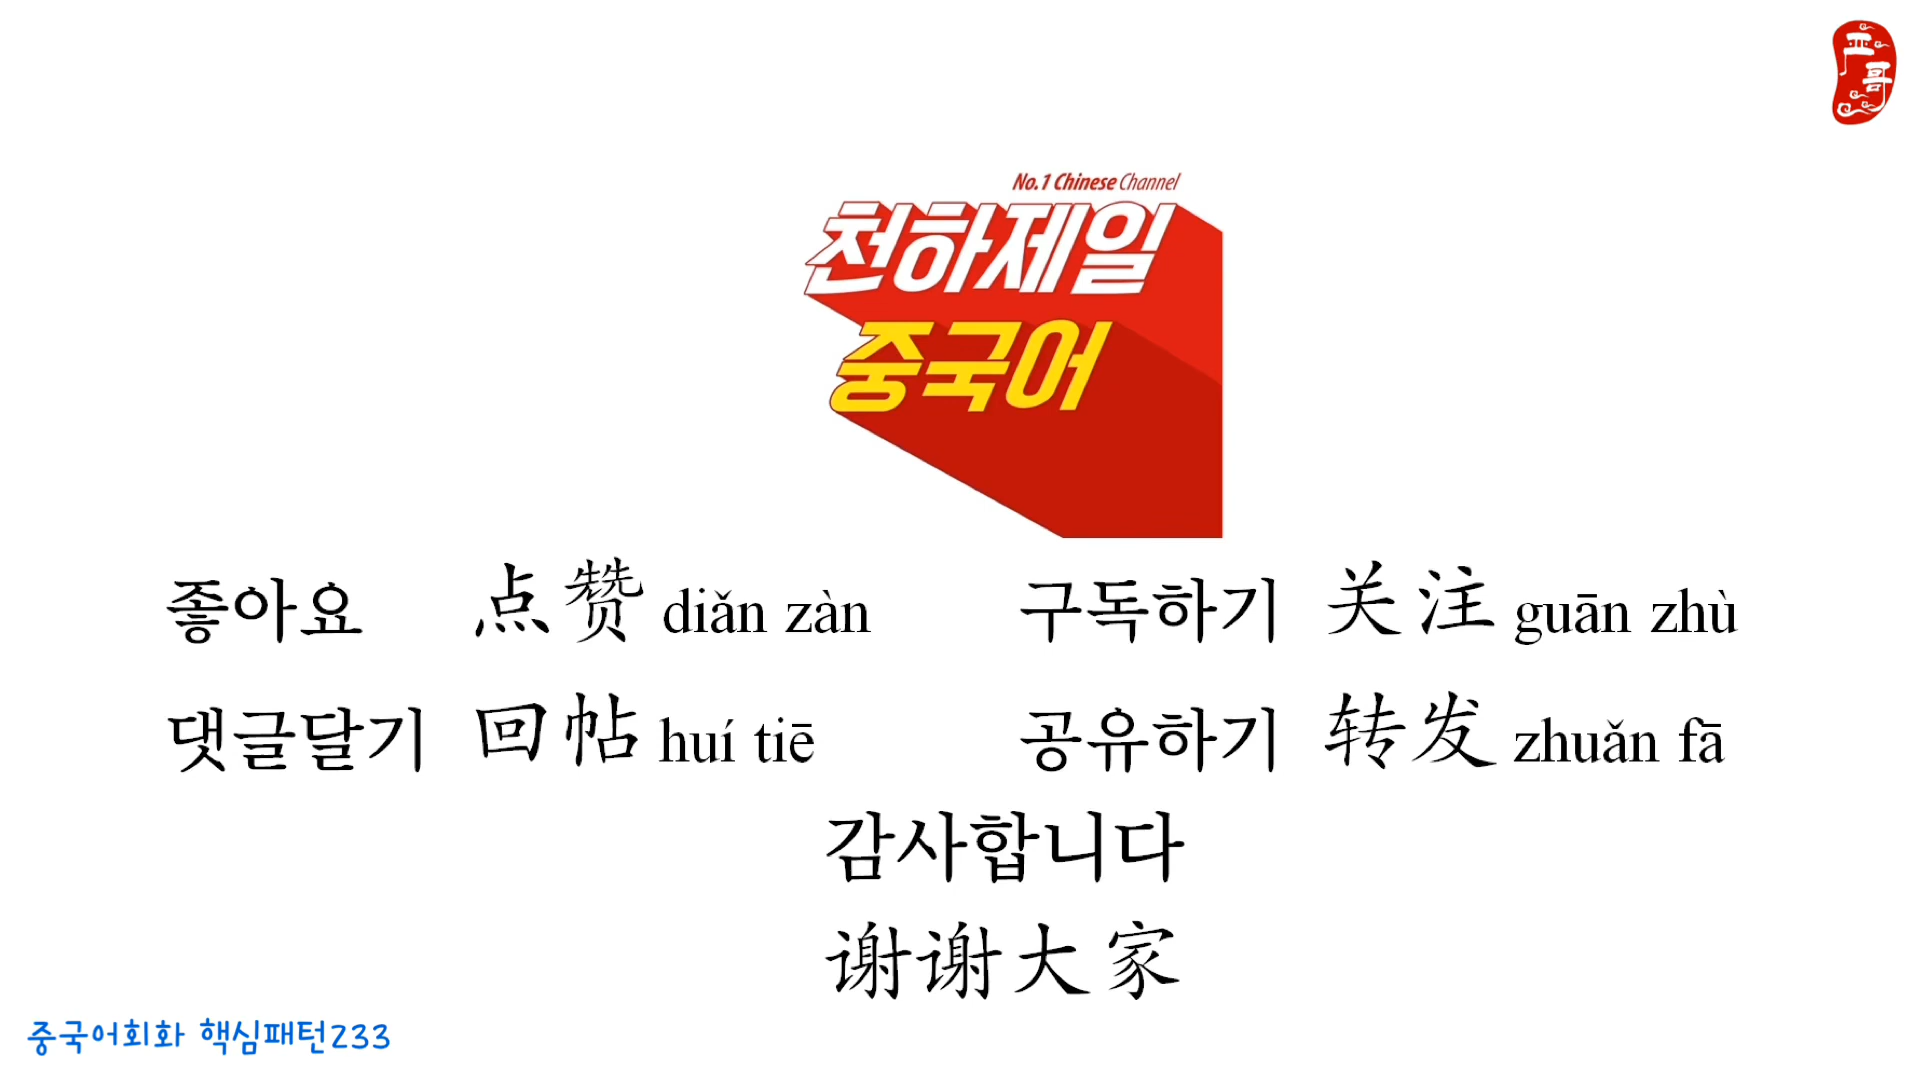 No.1 Chinese Channel
천하제일
중국어
좋아요 点赞 diǎn zàn 구독하기 关注 guān zhù
댓글달기 回帖 huí tiē 공유하기 转发 zhuǎn fā
감사합니다
谢谢大家
중국어회화 핵심패턴233